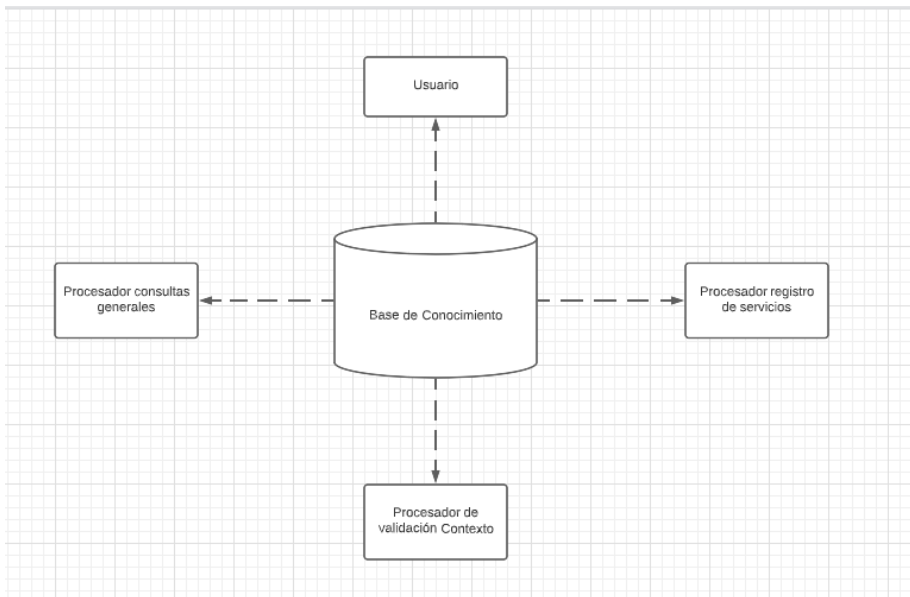 Usuario
Procesador consultas
generales
Base de Conocimiento
Procesador registro
de servicios
Procesador de
validación Contexto